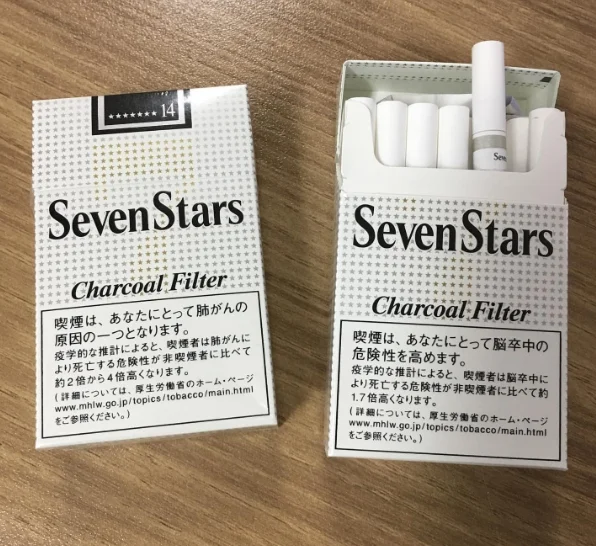 ★★★★★★★ 14
Seven Stars
Charcoal Filter
喫煙は、あなたにとって肺がんの
原因の一つとなります。
疫学的な推計によると、喫煙者は肺がんに
より死亡する危険性が非喫煙者に比べて
約2倍から4倍高くなります。
(詳細については、厚生労働省のホーム・ページ
www.mhlw.go.jp/topics/tobacco/main.html
をご参照ください。)
Seven Stars
Charcoal Filter
喫煙は、あなたにとって脳卒中の
危険性を高めます。
疫学的な推計によると、喫煙者は脳卒中に
より死亡する危険性が非喫煙者に比べて約
1.7倍高くなります。
(詳細については、厚生労働省のホーム・ページ
www.mhlw.go.jp/topics/tobacco/main.html
をご参照ください。)